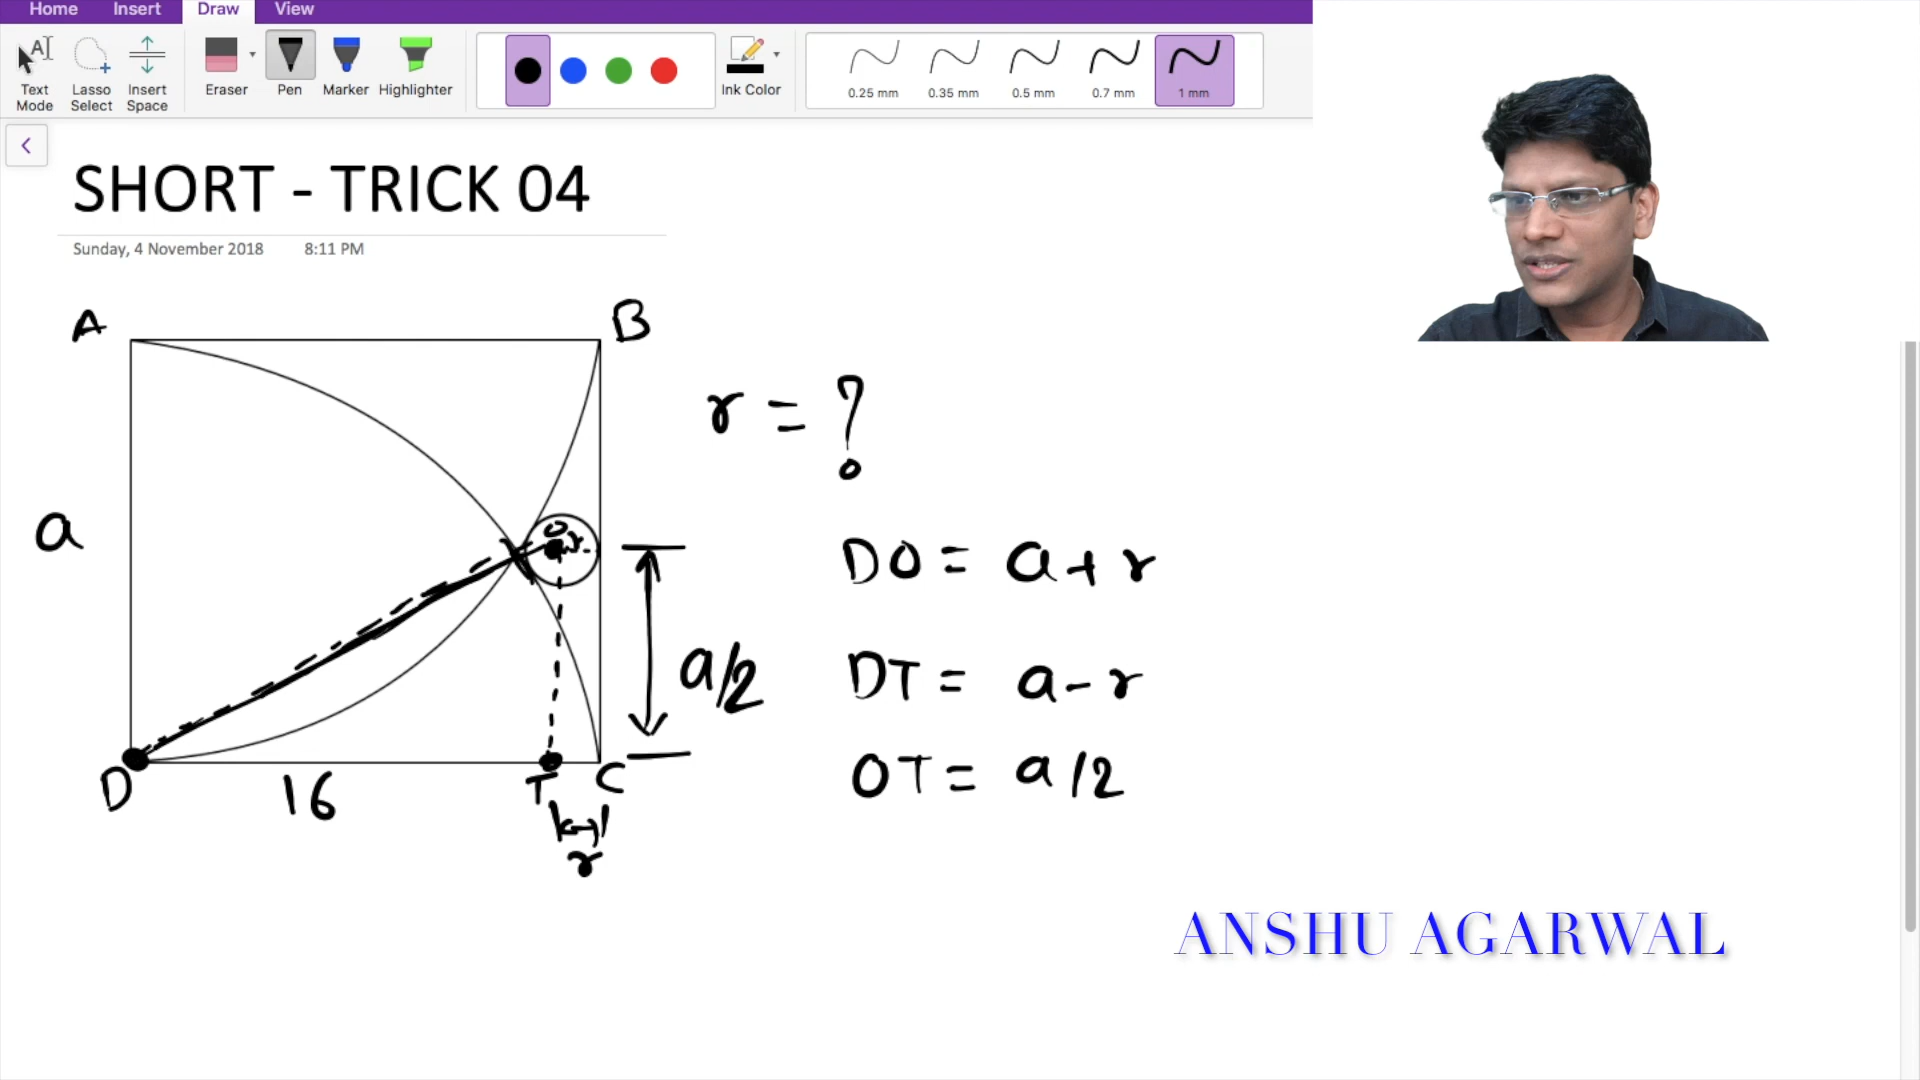 Home Insert Draw View
Text Mode Lasso Select Insert Space Eraser Pen Marker Highlighter Ink Color 0.25 mm 0.35 mm 0.5 mm 0.7 mm 1 mm
SHORT - TRICK 04
Sunday, 4 November 2018 8:11 PM
A B
r = ?
a
O r
DO = a + r
a/2
DT = a - r
OT = a/2
D 16 T C
r
ANSHU AGARWAL